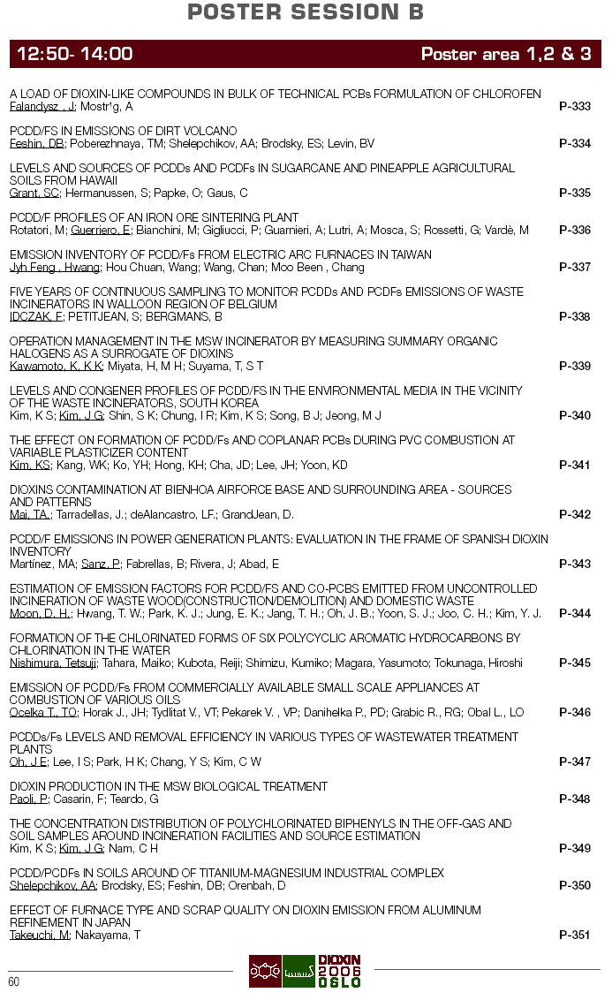 POSTER SESSION B
12:50- 14:00 Poster area 1,2 & 3
A LOAD OF DIOXIN-LIKE COMPOUNDS IN BULK OF TECHNICAL PCBs FORMULATION OF CHLOROFEN
Falandysz , J; Mostr'g, A P-333
PCDD/FS IN EMISSIONS OF DIRT VOLCANO
Feshin, DB; Poberezhnaya, TM; Shelepchikov, AA; Brodsky, ES; Levin, BV P-334
LEVELS AND SOURCES OF PCDDs AND PCDFs IN SUGARCANE AND PINEAPPLE AGRICULTURAL
SOILS FROM HAWAII
Grant, SC; Hermanussen, S; Papke, O; Gaus, C P-335
PCDD/F PROFILES OF AN IRON ORE SINTERING PLANT
Rotatori, M; Guerriero, E; Bianchini, M; Gigliucci, P; Guarnieri, A; Lutri, A; Mosca, S; Rossetti, G; Vardè, M P-336
EMISSION INVENTORY OF PCDD/Fs FROM ELECTRIC ARC FURNACES IN TAIWAN
Jyh Feng , Hwang; Hou Chuan, Wang; Wang, Chan; Moo Been , Chang P-337
FIVE YEARS OF CONTINUOUS SAMPLING TO MONITOR PCDDs AND PCDFs EMISSIONS OF WASTE
INCINERATORS IN WALLOON REGION OF BELGIUM
IDCZAK, F; PETITJEAN, S; BERGMANS, B P-338
OPERATION MANAGEMENT IN THE MSW INCINERATOR BY MEASURING SUMMARY ORGANIC
HALOGENS AS A SURROGATE OF DIOXINS
Kawamoto, K, K K; Miyata, H, M H; Suyama, T, S T P-339
LEVELS AND CONGENER PROFILES OF PCDD/FS IN THE ENVIRONMENTAL MEDIA IN THE VICINITY
OF THE WASTE INCINERATORS, SOUTH KOREA
Kim, K S; Kim, J G; Shin, S K; Chung, I R; Kim, K S; Song, B J; Jeong, M J P-340
THE EFFECT ON FORMATION OF PCDD/Fs AND COPLANAR PCBs DURING PVC COMBUSTION AT
VARIABLE PLASTICIZER CONTENT
Kim, KS; Kang, WK; Ko, YH; Hong, KH; Cha, JD; Lee, JH; Yoon, KD P-341
DIOXINS CONTAMINATION AT BIENHOA AIRFORCE BASE AND SURROUNDING AREA - SOURCES
AND PATTERNS
Mai, TA.; Tarradellas, J.; deAlancastro, LF.; GrandJean, D. P-342
PCDD/F EMISSIONS IN POWER GENERATION PLANTS: EVALUATION IN THE FRAME OF SPANISH DIOXIN
INVENTORY
Martínez, MA; Sanz, P; Fabrellas, B; Rivera, J; Abad, E P-343
ESTIMATION OF EMISSION FACTORS FOR PCDD/FS AND CO-PCBS EMITTED FROM UNCONTROLLED
INCINERATION OF WASTE WOOD(CONSTRUCTION/DEMOLITION) AND DOMESTIC WASTE
Moon, D. H.; Hwang, T. W.; Park, K. J.; Jung, E. K.; Jang, T. H.; Oh, J. B.; Yoon, S. J.; Joo, C. H.; Kim, Y. J. P-344
FORMATION OF THE CHLORINATED FORMS OF SIX POLYCYCLIC AROMATIC HYDROCARBONS BY
CHLORINATION IN THE WATER
Nishimura, Tetsuji; Tahara, Maiko; Kubota, Reiji; Shimizu, Kumiko; Magara, Yasumoto; Tokunaga, Hiroshi P-345
EMISSION OF PCDD/Fs FROM COMMERCIALLY AVAILABLE SMALL SCALE APPLIANCES AT
COMBUSTION OF VARIOUS OILS
Ocelka T., TO; Horak J., JH; Tydlitat V., VT; Pekarek V. , VP; Danihelka P., PD; Grabic R., RG; Obal L., LO P-346
PCDDs/Fs LEVELS AND REMOVAL EFFICIENCY IN VARIOUS TYPES OF WASTEWATER TREATMENT
PLANTS
Oh, J E; Lee, I S; Park, H K; Chang, Y S; Kim, C W P-347
DIOXIN PRODUCTION IN THE MSW BIOLOGICAL TREATMENT
Paoli, P; Casarin, F; Teardo, G P-348
THE CONCENTRATION DISTRIBUTION OF POLYCHLORINATED BIPHENYLS IN THE OFF-GAS AND
SOIL SAMPLES AROUND INCINERATION FACILITIES AND SOURCE ESTIMATION
Kim, K S; Kim, J G; Nam, C H P-349
PCDD/PCDFS IN SOILS AROUND OF TITANIUM-MAGNESIUM INDUSTRIAL COMPLEX
Shelepchikov, AA; Brodsky, ES; Feshin, DB; Orenbah, D P-350
EFFECT OF FURNACE TYPE AND SCRAP QUALITY ON DIOXIN EMISSION FROM ALUMINUM
REFINEMENT IN JAPAN
Takeuchi, M; Nakayama, T P-351
60
DIOXIN
2006
OSLO